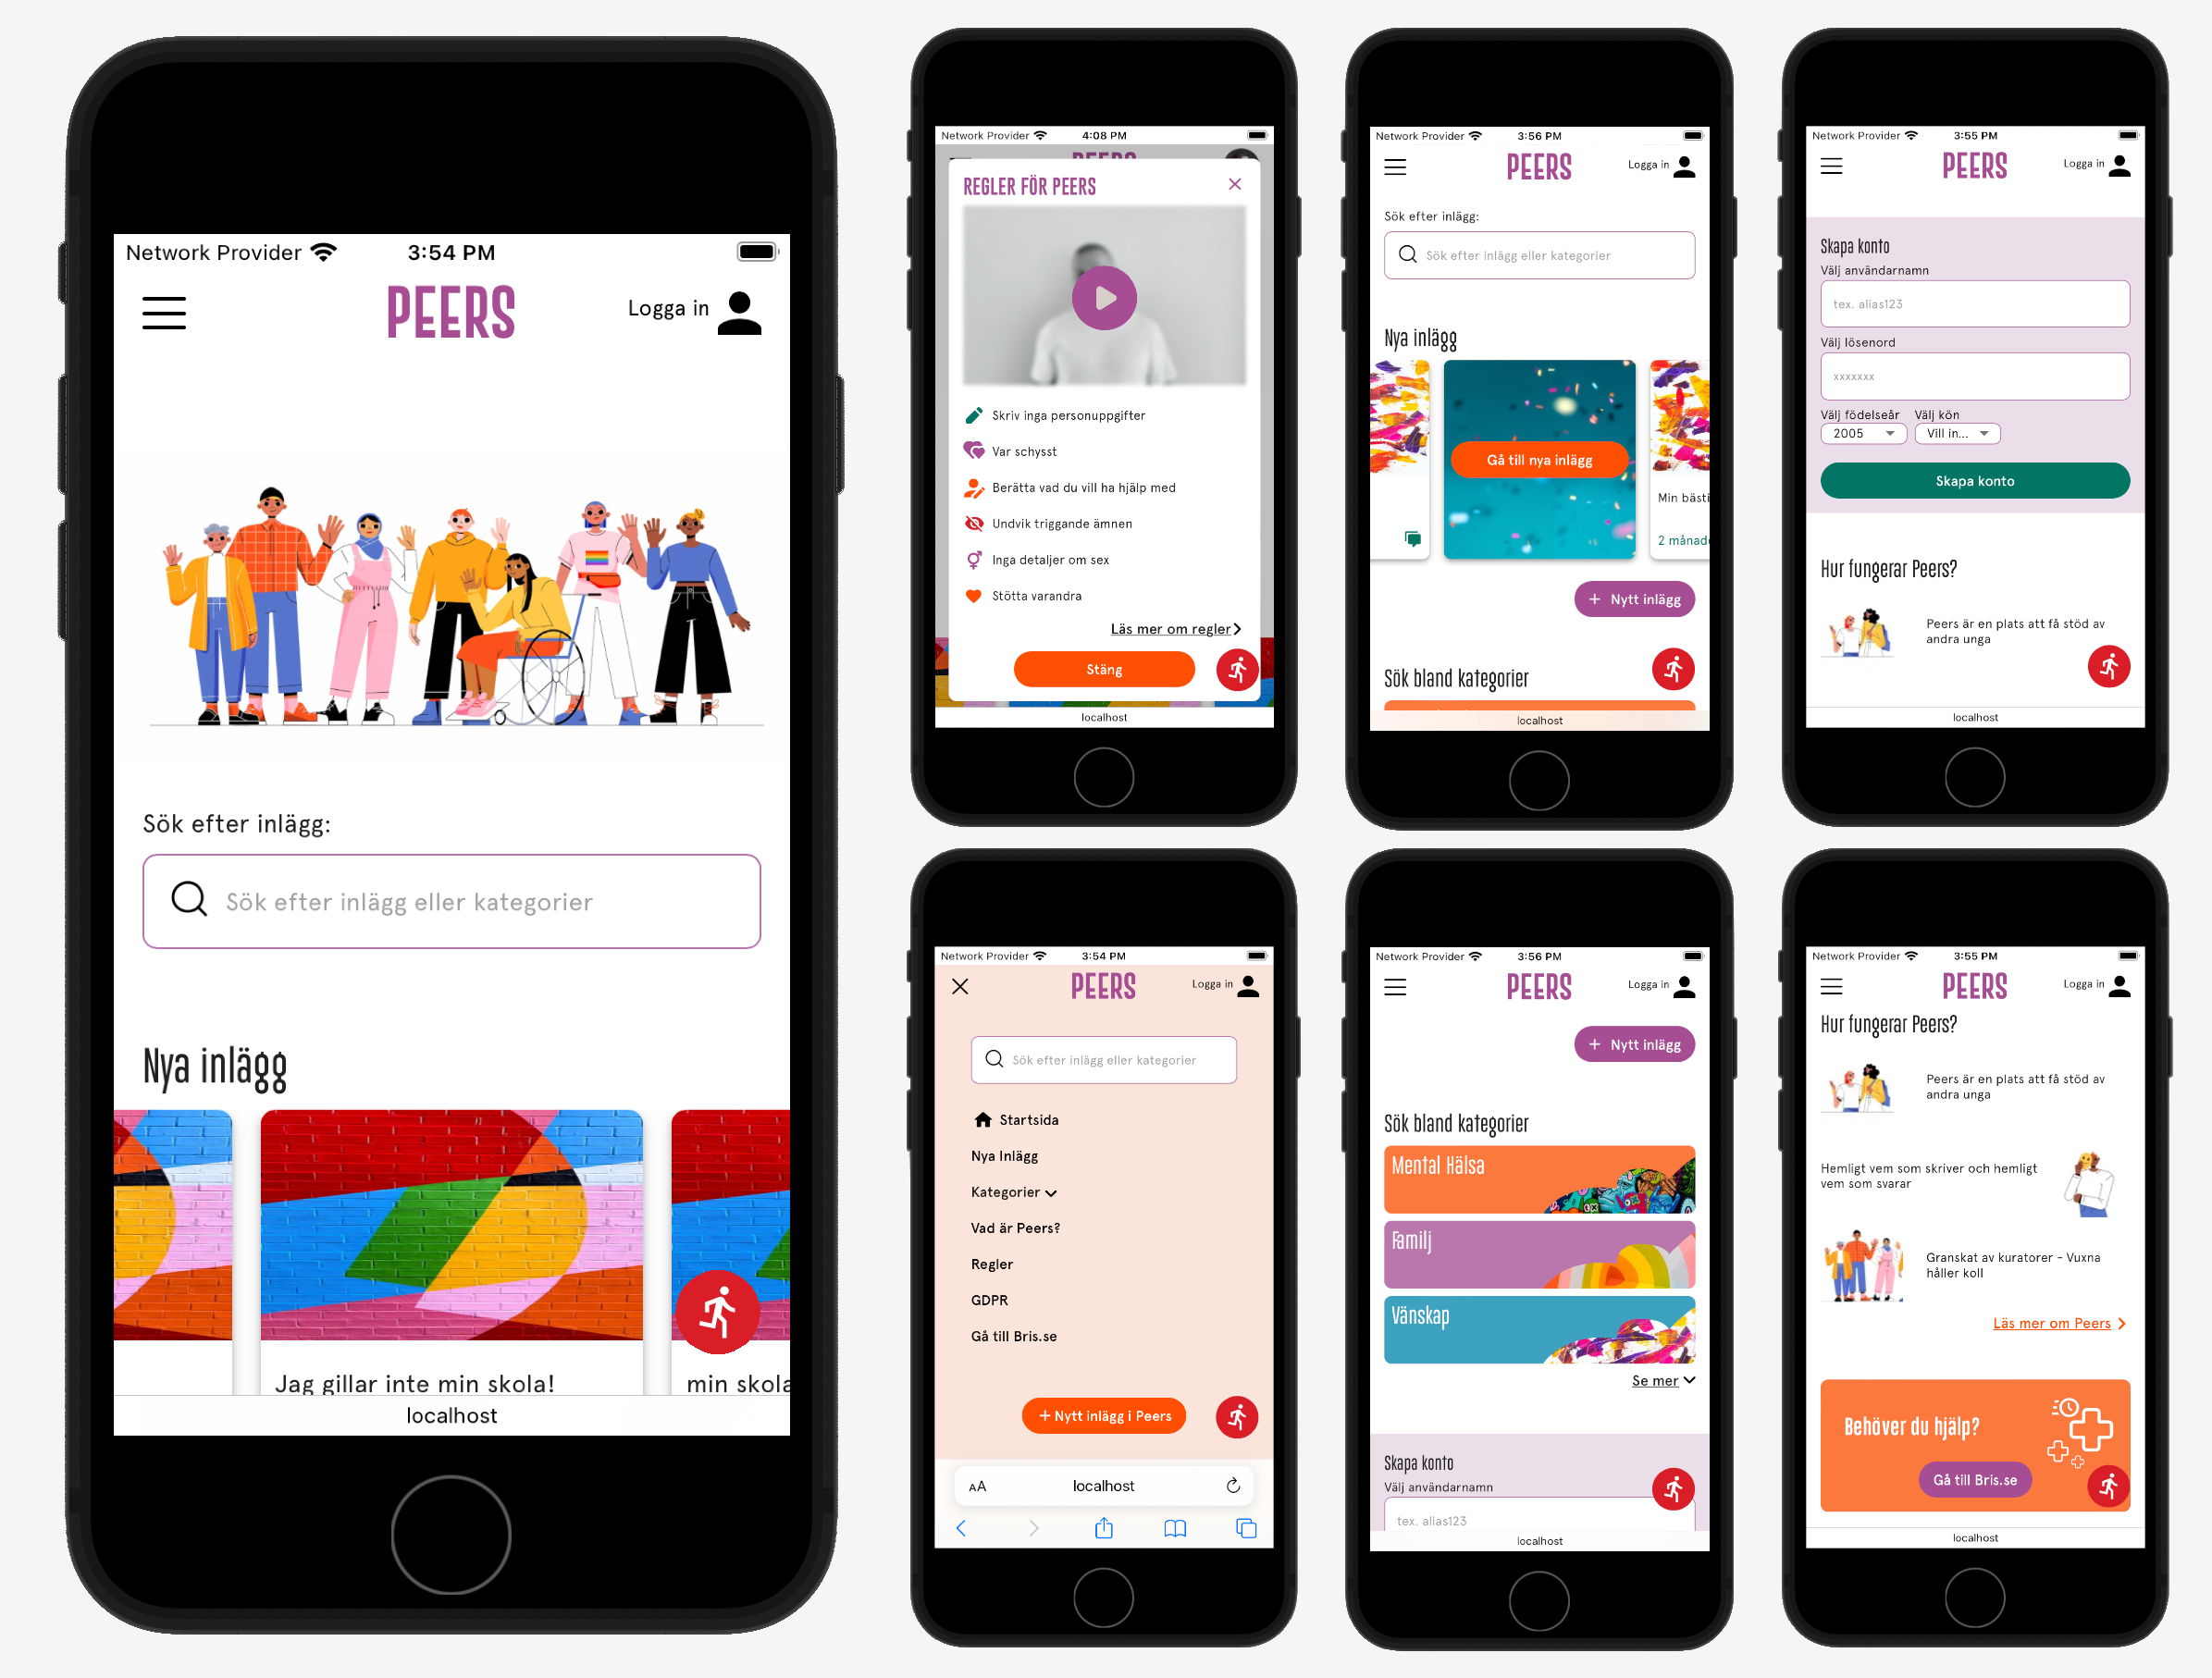 Network Provider 3:54 PM
PEERS
Logga in
Sök efter inlägg:
Sök efter inlägg eller kategorier
Nya inlägg
Jag gillar inte min skola!
min skola
localhost
Network Provider 4:08 PM
REGLER FÖR PEERS
Skriv inga personuppgifter
Var schysst
Berätta vad du vill ha hjälp med
Undvik triggande ämnen
Inga detaljer om sex
Stötta varandra
Läs mer om regler
Stäng
localhost
Network Provider 3:56 PM
PEERS
Logga in
Sök efter inlägg:
Sök efter inlägg eller kategorier
Nya inlägg
Gå till nya inlägg
Min bästi
2 månad
+ Nytt inlägg
Sök bland kategorier
localhost
Network Provider 3:55 PM
PEERS
Logga in
Skapa konto
Välj användarnamn
tex. alias123
Välj lösenord
xxxxxxx
Välj födelseår Välj kön
2005 Vill in...
Skapa konto
Hur fungerar Peers?
Peers är en plats att få stöd av
andra unga
localhost
Network Provider 3:54 PM
PEERS
Logga in
Sök efter inlägg eller kategorier
Startsida
Nya Inlägg
Kategorier
Vad är Peers?
Regler
GDPR
Gå till Bris.se
+ Nytt inlägg i Peers
AA localhost
Network Provider 3:56 PM
PEERS
Logga in
+ Nytt inlägg
Sök bland kategorier
Mental Hälsa
Familj
Vänskap
Se mer
Skapa konto
Välj användarnamn
tex. alias123
localhost
Network Provider 3:55 PM
PEERS
Logga in
Hur fungerar Peers?
Peers är en plats att få stöd av
andra unga
Hemligt vem som skriver och hemligt
vem som svarar
Granskat av kuratorer - Vuxna
håller koll
Läs mer om Peers
Behöver du hjälp?
Gå till Bris.se
localhost